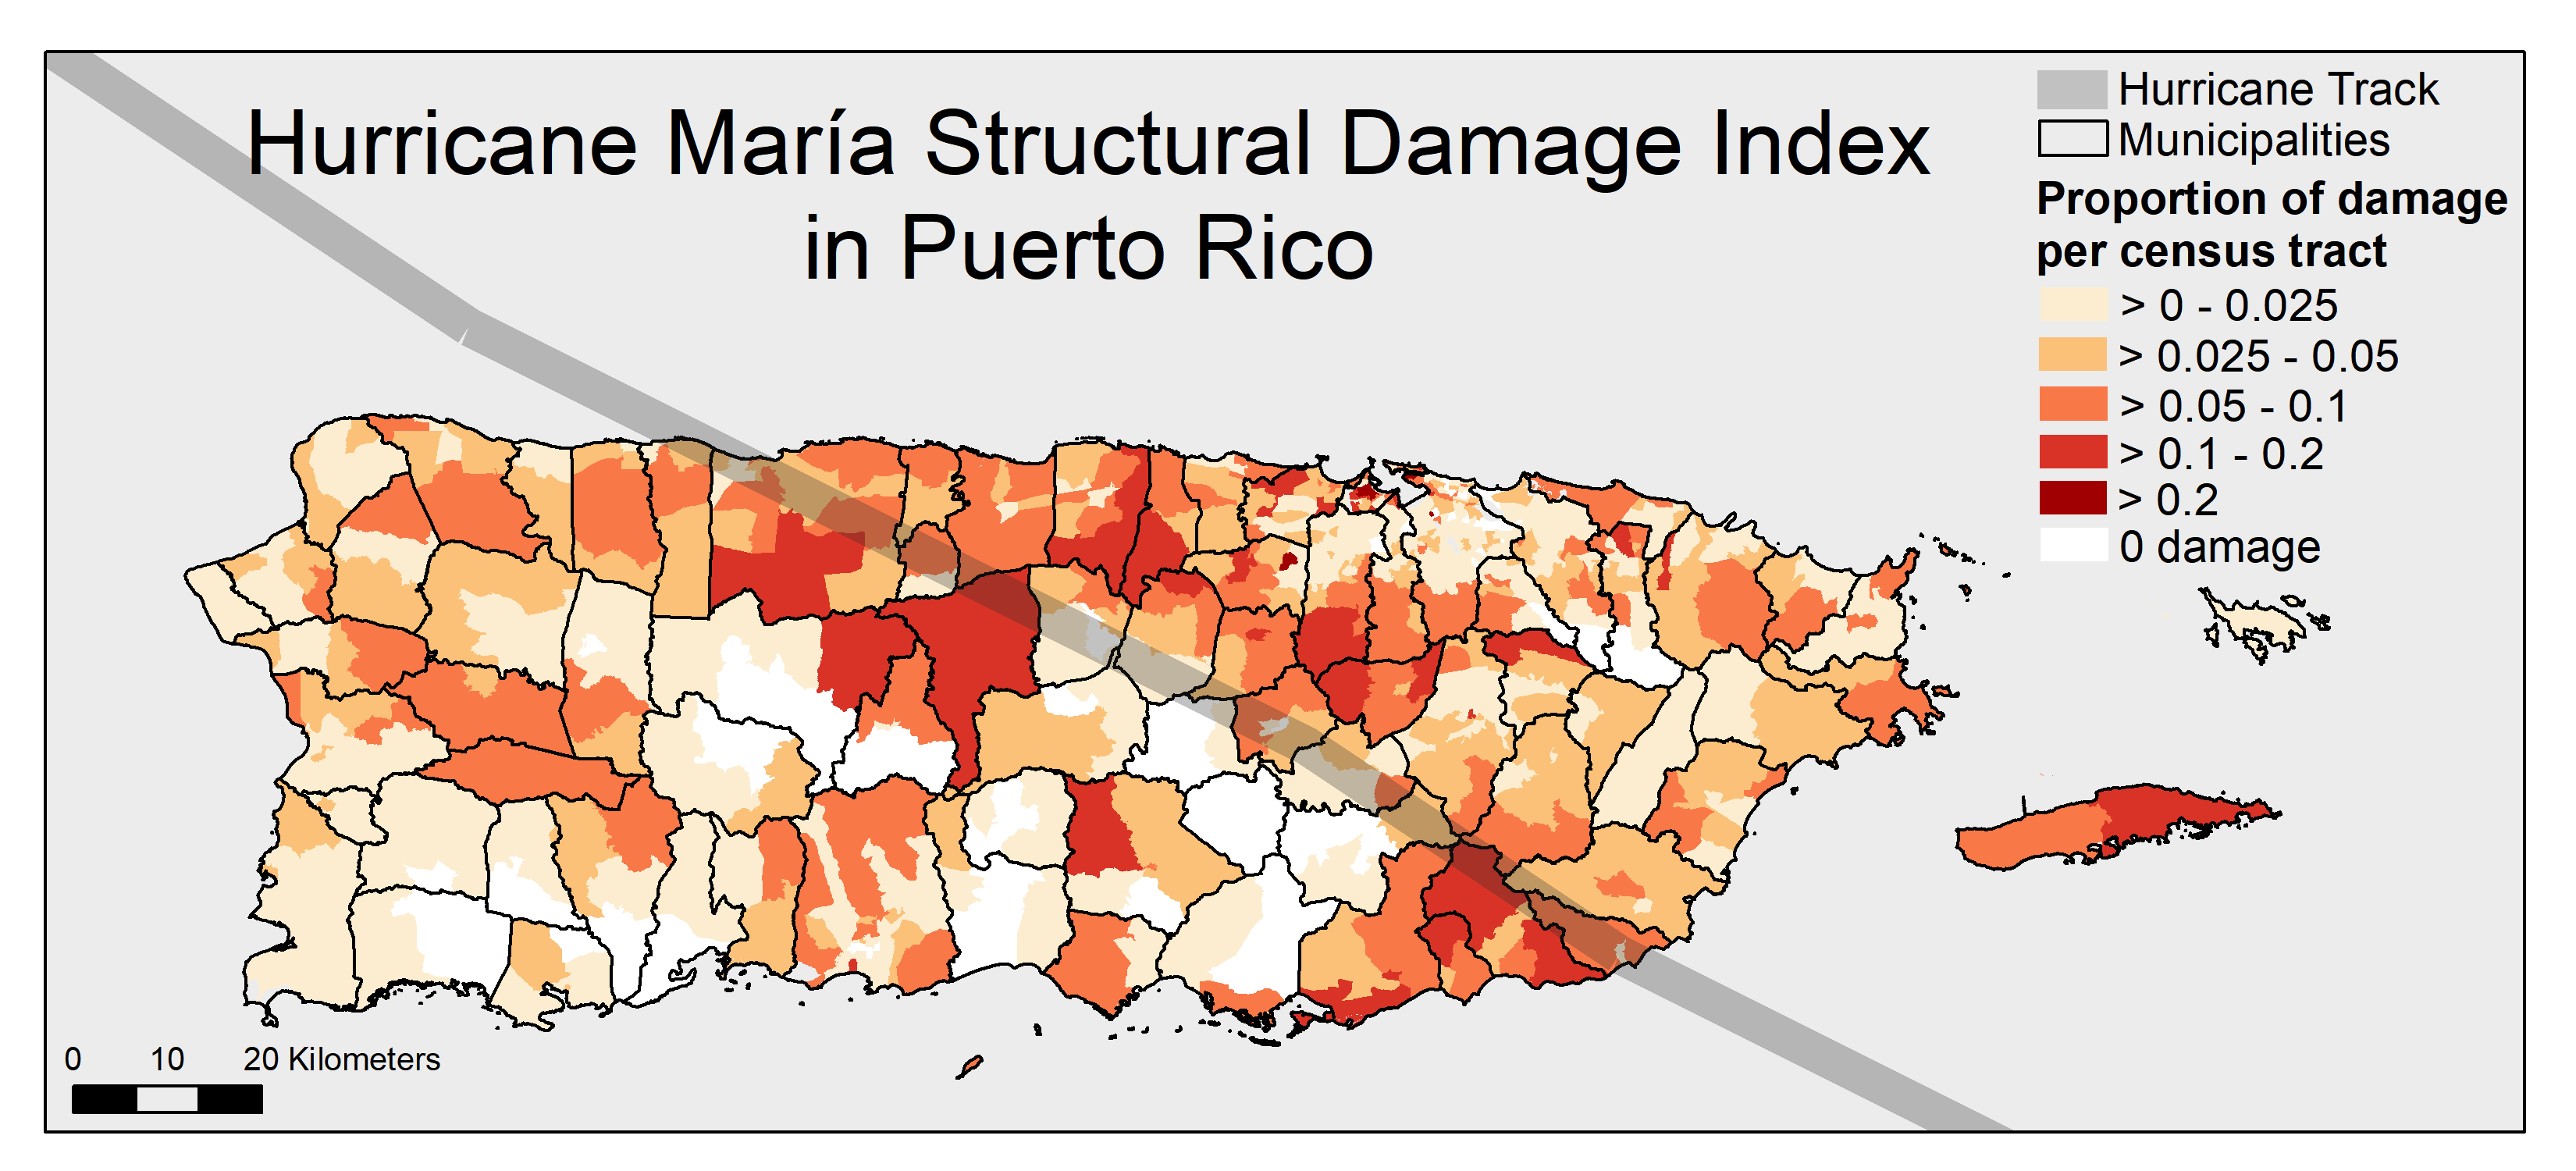 Hurricane María Structural Damage Index
in Puerto Rico
Hurricane Track
Municipalities
Proportion of damage
per census tract
> 0 - 0.025
> 0.025 - 0.05
> 0.05 - 0.1
> 0.1 - 0.2
> 0.2
0 damage
0 10 20 Kilometers